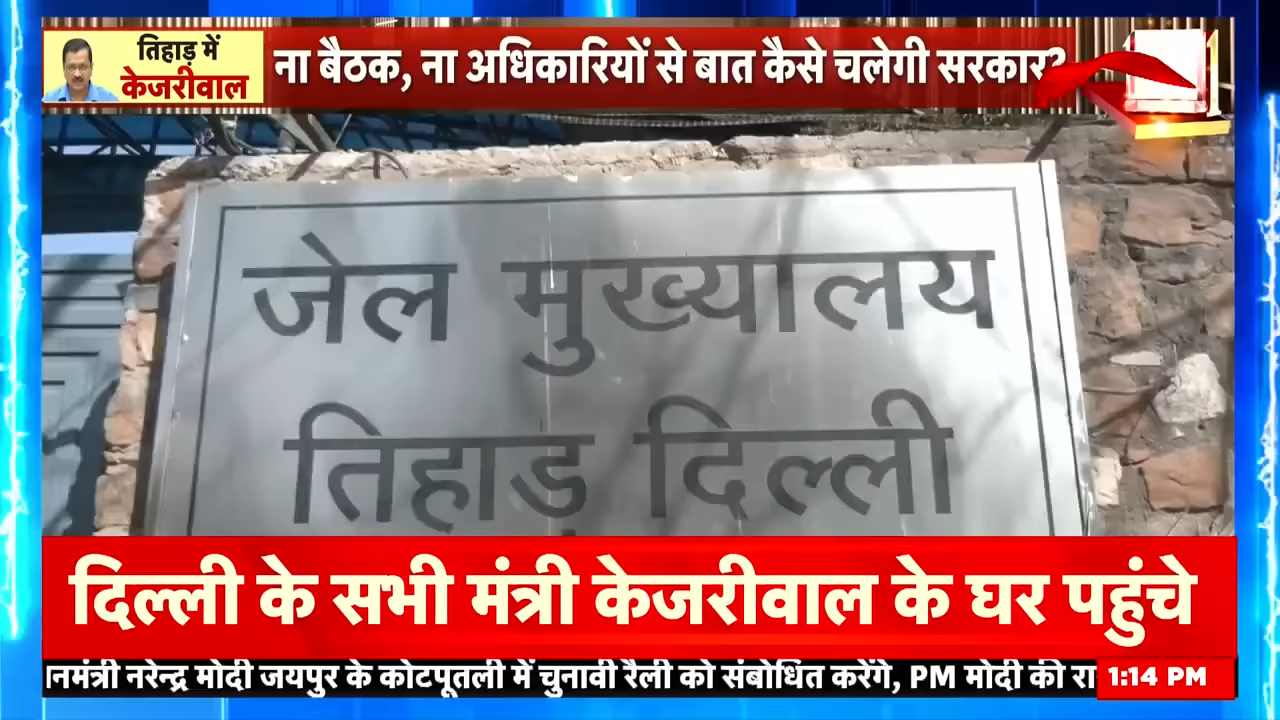 तिहाड़ में
केजरीवाल
ना बैठक, ना अधिकारियों से बात कैसे चलेगी सरकार?
1
जेल मुख्यालय
तिहाड़ दिल्ली
दिल्ली के सभी मंत्री केजरीवाल के घर पहुंचे
नमंत्री नरेन्द्र मोदी जयपुर के कोटपूतली में चुनावी रैली को संबोधित करेंगे, PM मोदी की रा
1:14 PM